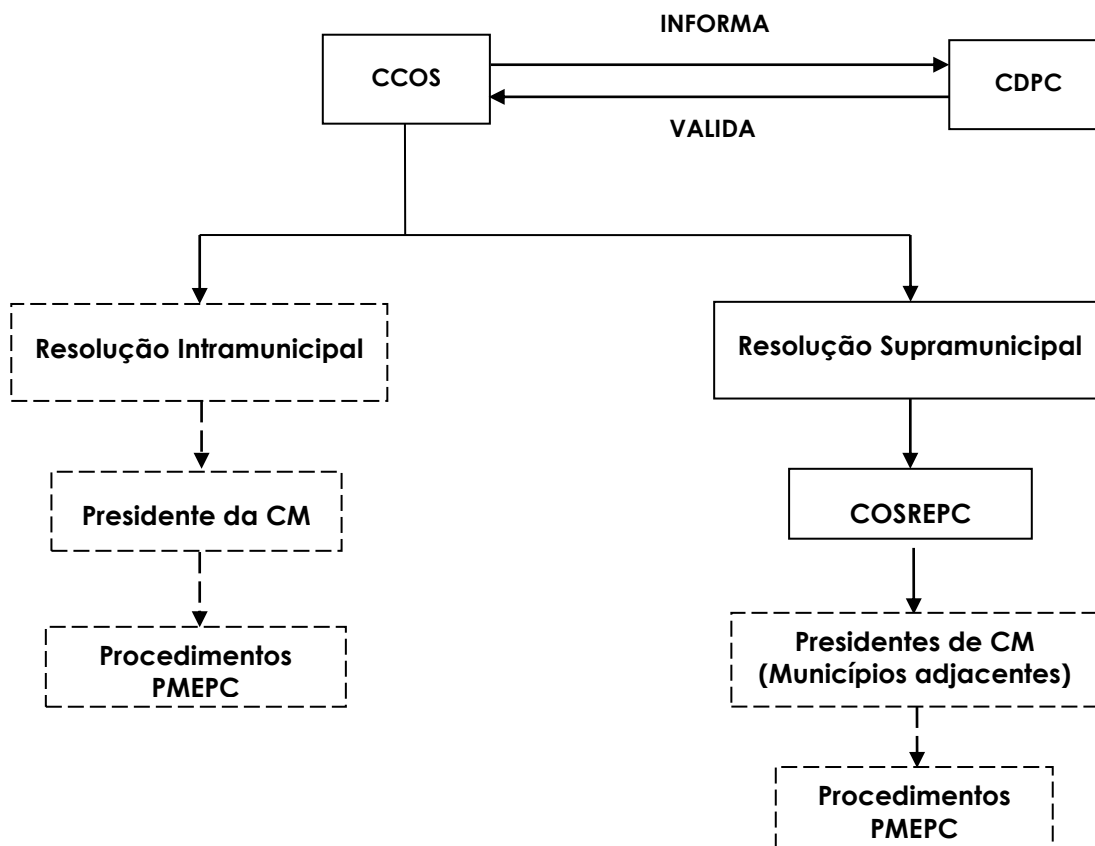 INFORMA
CCOS
CDPC
VALIDA
Resolução Intramunicipal
Resolução Supramunicipal
Presidente da CM
COSREPC
Procedimentos
PMEPC
Presidentes de CM
(Municípios adjacentes)
Procedimentos
PMEPC